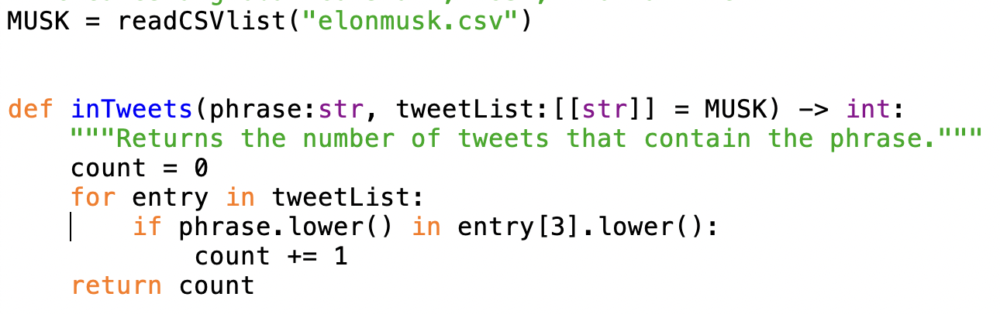 MUSK = readCSVlist("elonmusk.csv")
def inTweets(phrase:str, tweetList:[[str]] = MUSK) -> int:
    """Returns the number of tweets that contain the phrase."""
    count = 0
    for entry in tweetList:
        if phrase.lower() in entry[3].lower():
            count += 1
    return count